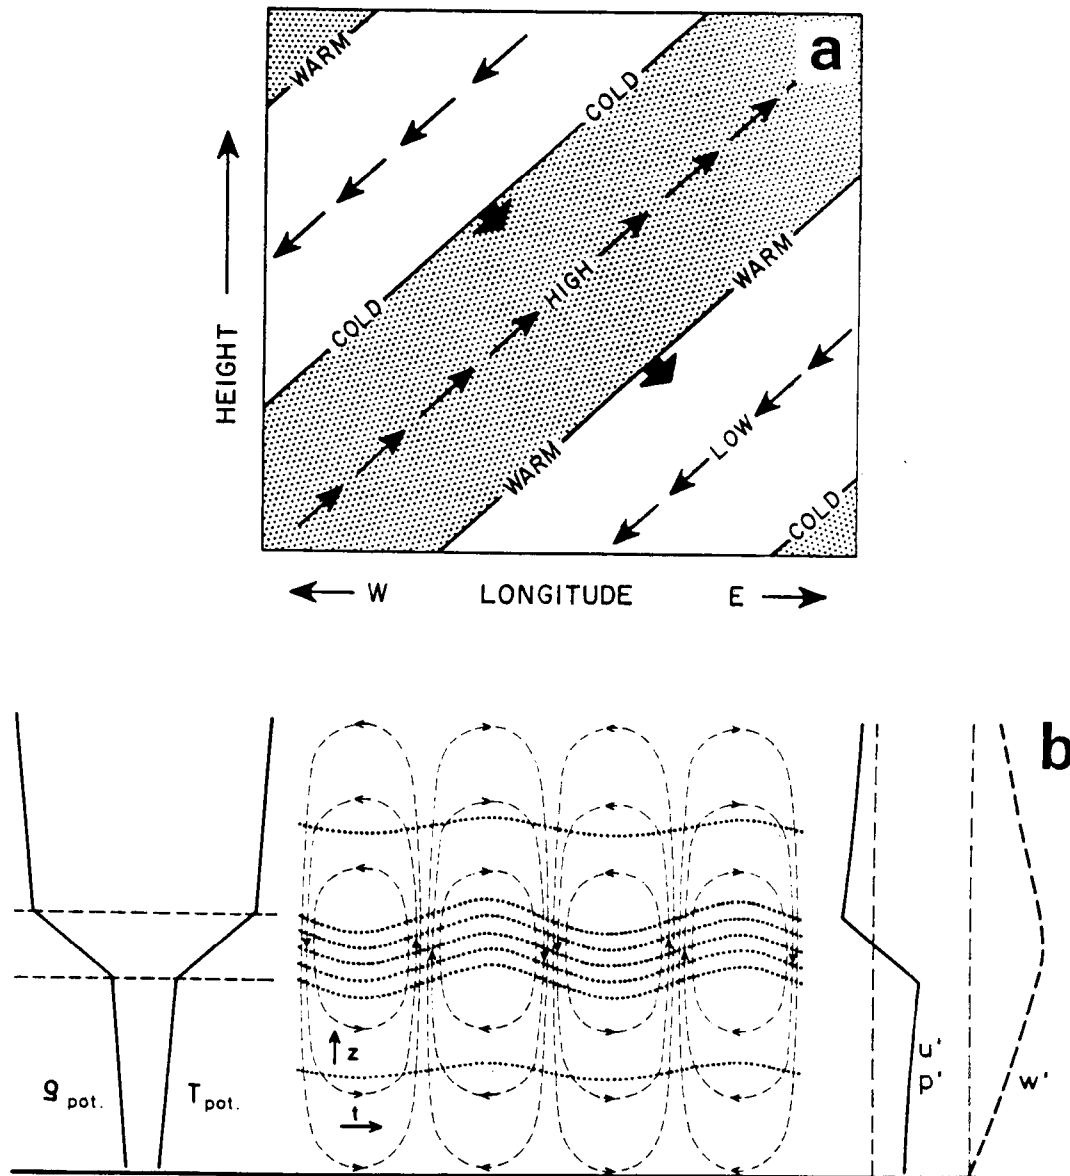 a
WARM
COLD
HIGH
WARM
COLD
WARM
LOW
COLD
HEIGHT
W LONGITUDE E
b
z
t
ϱ pot.
T pot.
u'
p'
w'